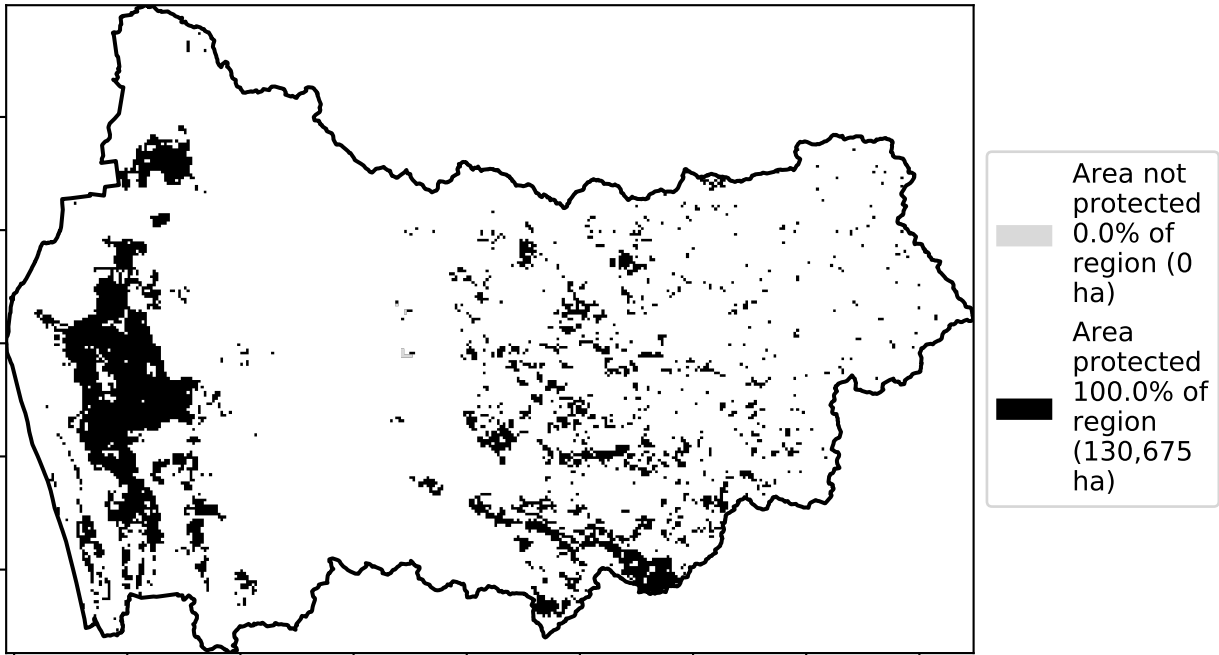 Area not
protected
0.0% of
region (0
ha)
Area
protected
100.0% of
region
(130,675
ha)